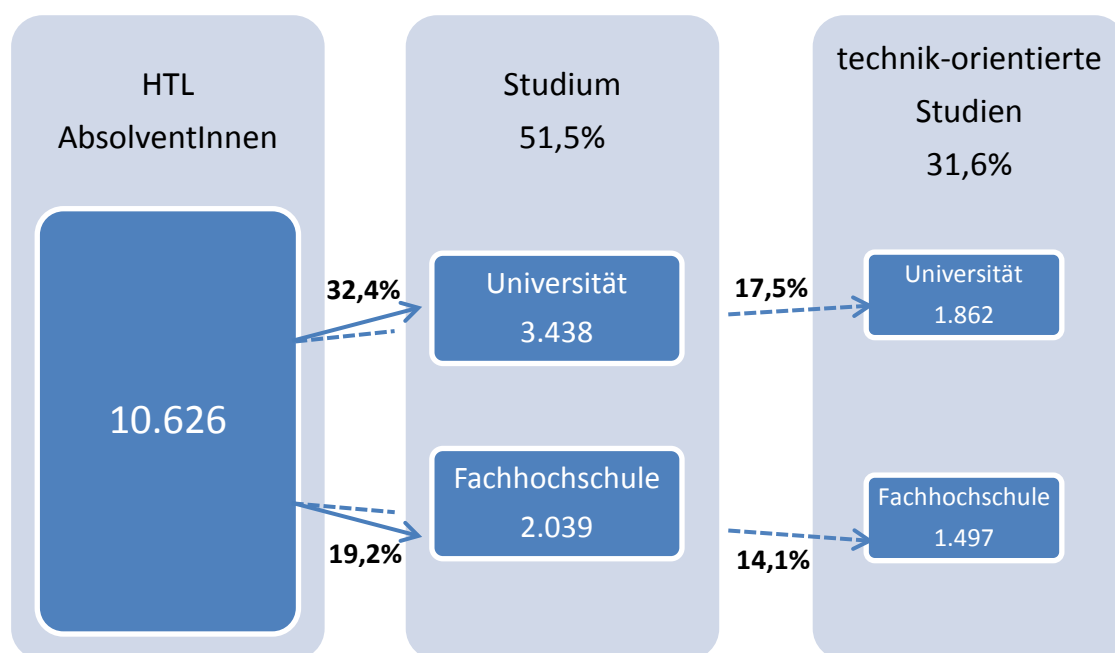 HTL
AbsolventInnen
10.626
32,4%
19,2%
Studium
51,5%
Universität
3.438
Fachhochschule
2.039
17,5%
14,1%
technik-orientierte
Studien
31,6%
Universität
1.862
Fachhochschule
1.497